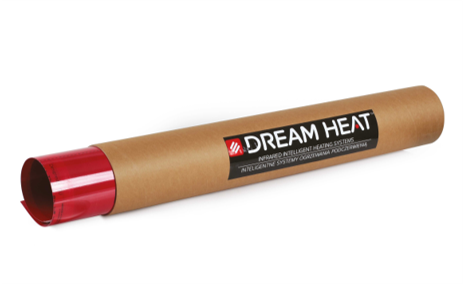 DREAM HEAT
INFRARED INTELLIGENT HEATING SYSTEMS
INTELIGENTNE SYSTEMY OGRZEWANIA PODCZERWIENIĄ